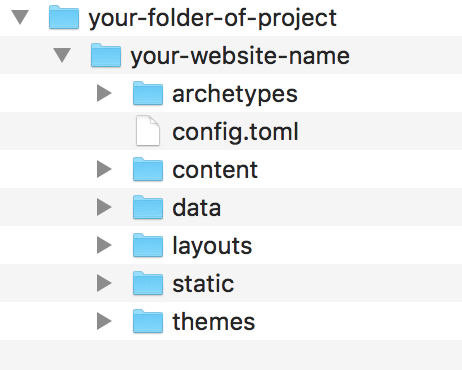 your-folder-of-project
your-website-name
archetypes
config.toml
content
data
layouts
static
themes